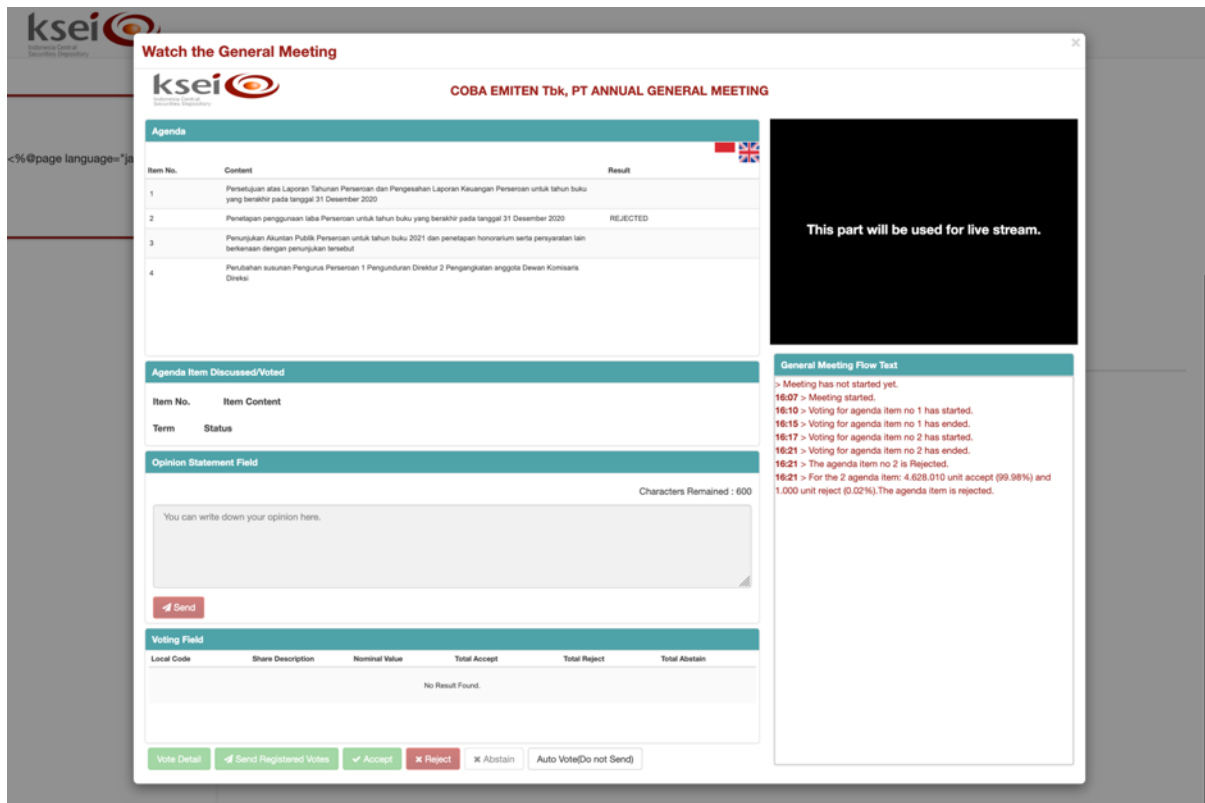 ksei
Indonesia Central
Securities Depository
<%@page language="ja
Watch the General Meeting
×
ksei
Indonesia Central
Securities Depository
COBA EMITEN Tbk, PT ANNUAL GENERAL MEETING
Agenda
Item No. Content Result
1 Persetujuan atas Laporan Tahunan Perseroan dan Pengesahan Laporan Keuangan Perseroan untuk tahun buku
yang berakhir pada tanggal 31 Desember 2020
2 Penetapan penggunaan laba Perseroan untuk tahun buku yang berakhir pada tanggal 31 Desember 2020 REJECTED
3 Penunjukan Akuntan Publik Perseroan untuk tahun buku 2021 dan penetapan honorarium serta persyaratan lain
berkenaan dengan penunjukan tersebut
4 Perubahan susunan Pengurus Perseroan 1 Pengunduran Direktur 2 Pengangkatan anggota Dewan Komisaris
Direksi
This part will be used for live stream.
Agenda Item Discussed/Voted
Item No. Item Content
Term Status
Opinion Statement Field
Characters Remained : 600
You can write down your opinion here.
Send
Voting Field
Local Code Share Description Nominal Value Total Accept Total Reject Total Abstain
No Result Found.
Vote Detail Send Registered Votes Accept Reject Abstain Auto Vote(Do not Send)
General Meeting Flow Text
> Meeting has not started yet.
16:07 > Meeting started.
16:10 > Voting for agenda item no 1 has started.
16:15 > Voting for agenda item no 1 has ended.
16:17 > Voting for agenda item no 2 has started.
16:21 > Voting for agenda item no 2 has ended.
16:21 > The agenda item no 2 is Rejected.
16:21 > For the 2 agenda item: 4.628.010 unit accept (99.98%) and
1.000 unit reject (0.02%).The agenda item is rejected.